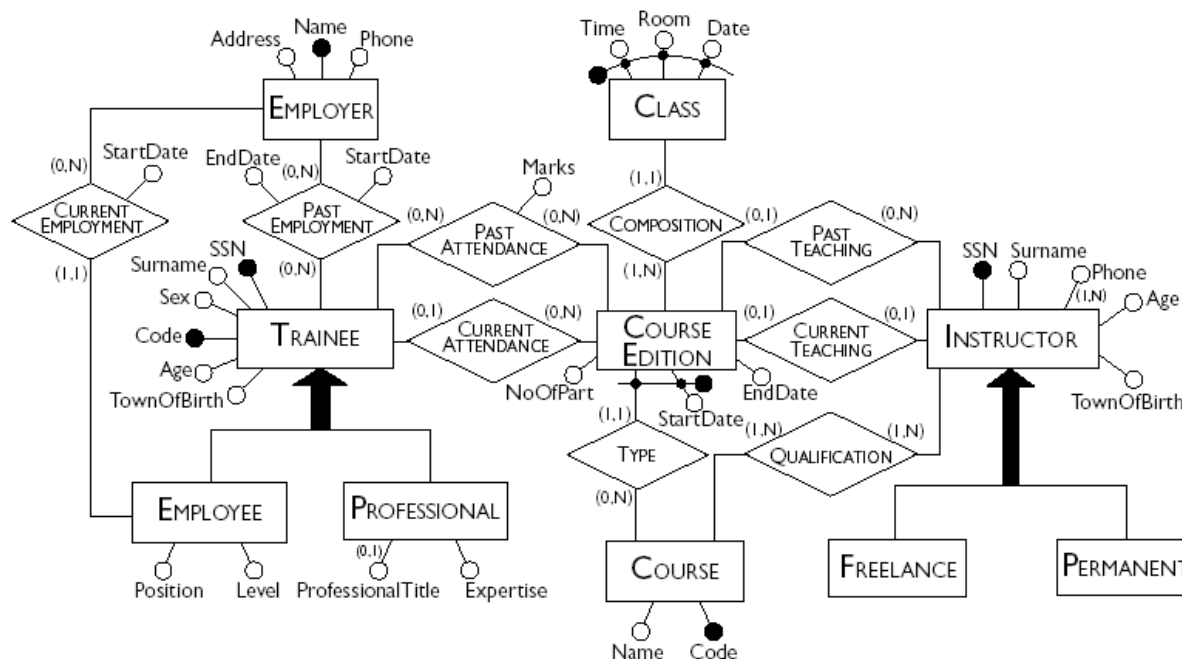 Name
Address
Phone
Time
Room
Date
EMPLOYER
CLASS
(0,N)
StartDate
EndDate
(0,N)
StartDate
Marks
(1,1)
CURRENT
EMPLOYMENT
PAST
EMPLOYMENT
(0,N)
PAST
ATTENDANCE
(0,N)
COMPOSITION
(0,1)
PAST
TEACHING
(0,N)
(1,1)
Surname
SSN
(0,N)
(1,N)
SSN
Surname
Phone
(1,N)
Age
Sex
Code
Age
TownOfBirth
TRAINEE
(0,1)
CURRENT
ATTENDANCE
(0,N)
COURSE
EDITION
(0,1)
CURRENT
TEACHING
(0,1)
INSTRUCTOR
NoOfPart
EndDate
StartDate
TownOfBirth
(1,1)
TYPE
(0,N)
(1,N)
QUALIFICATION
(1,N)
EMPLOYEE
PROFESSIONAL
(0,1)
Position
Level
ProfessionalTitle
Expertise
COURSE
FREELANCE
PERMANENT
Name
Code